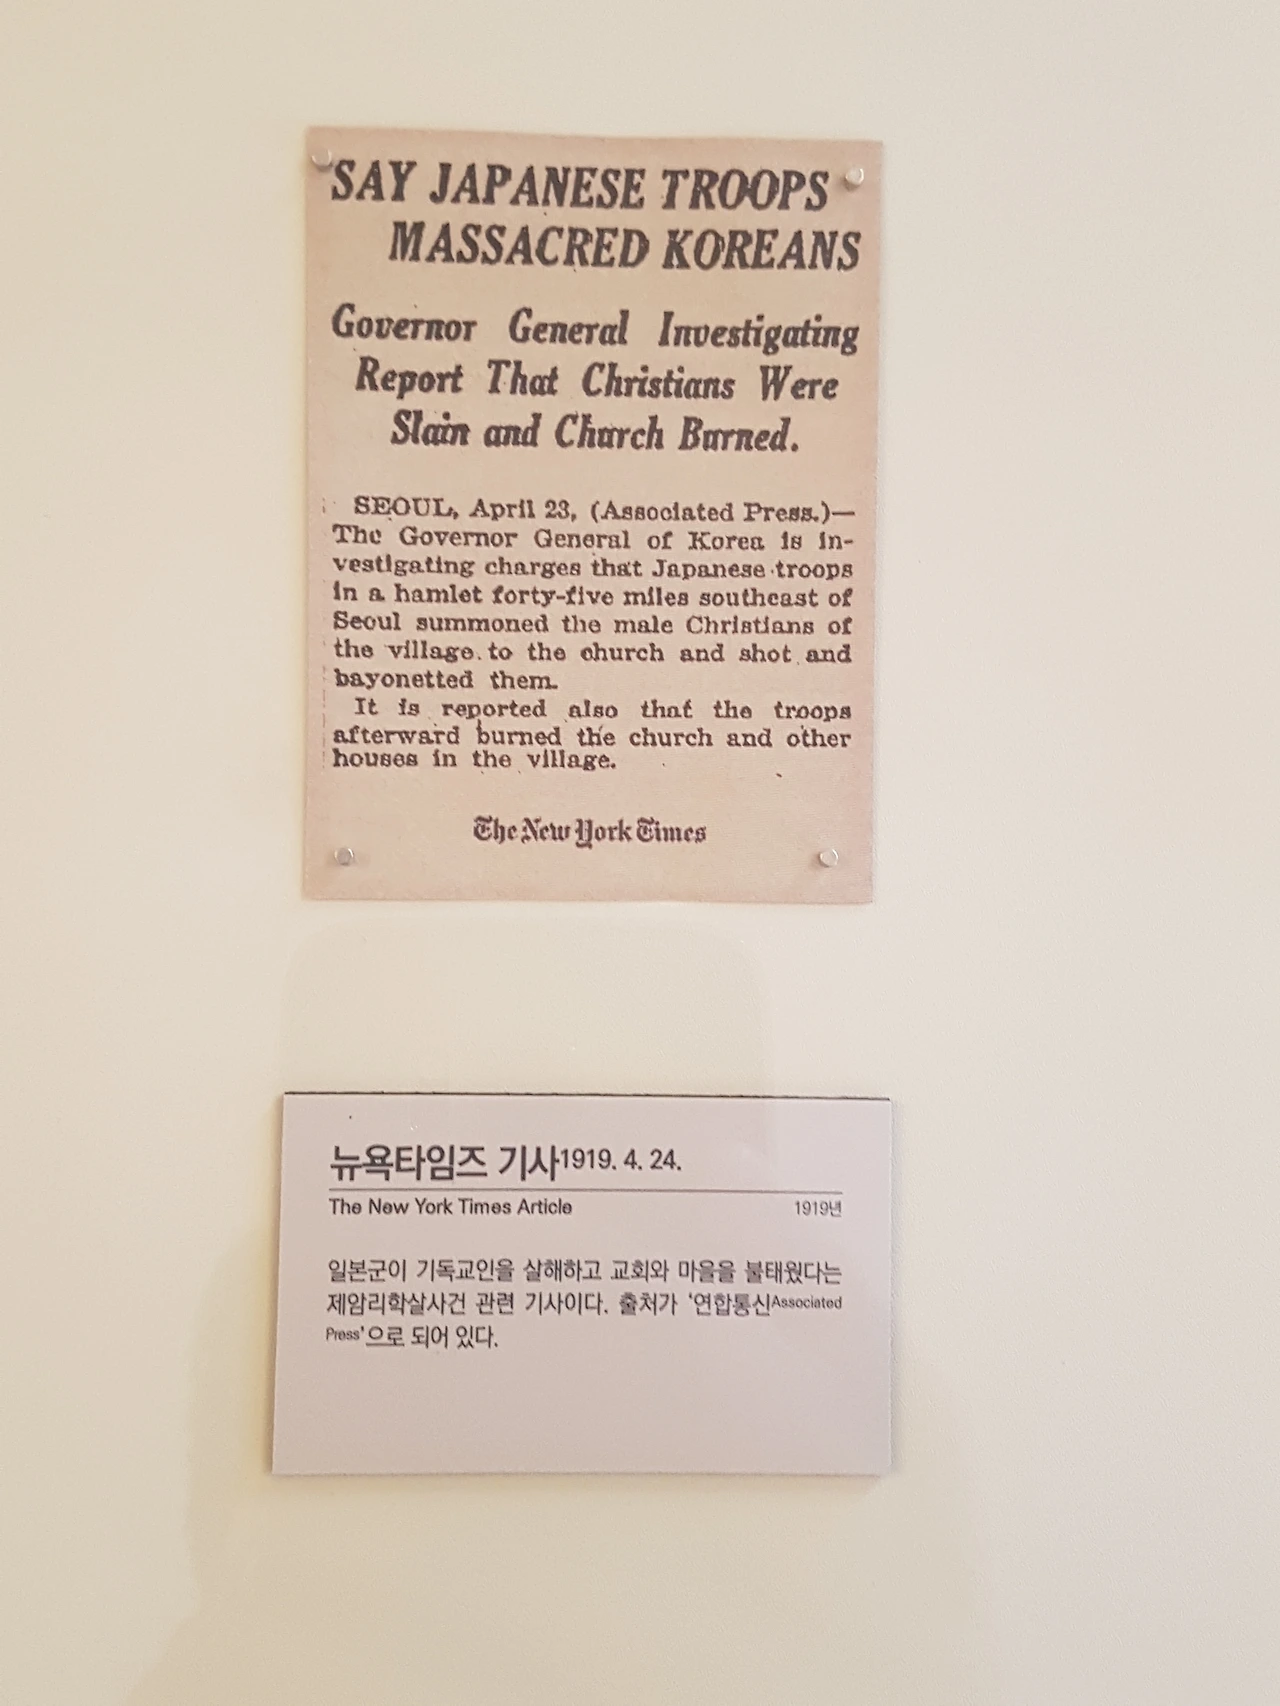 SAY JAPANESE TROOPS
MASSACRED KOREANS
Governor General Investigating
Report That Christians Were
Slain and Church Burned.
SEOUL, April 23, (Associated Press.)—
The Governor General of Korea is in-
vestigating charges that Japanese troops
in a hamlet forty-five miles southeast of
Seoul summoned the male Christians of
the village to the church and shot and
bayonetted them.
It is reported also that the troops
afterward burned the church and other
houses in the village.
The New York Times
뉴욕타임즈 기사1919. 4. 24.
The New York Times Article 1919년
일본군이 기독교인을 살해하고 교회와 마을을 불태웠다는
제암리학살사건 관련 기사이다. 출처가 ‘연합통신Associated
Press’으로 되어 있다.